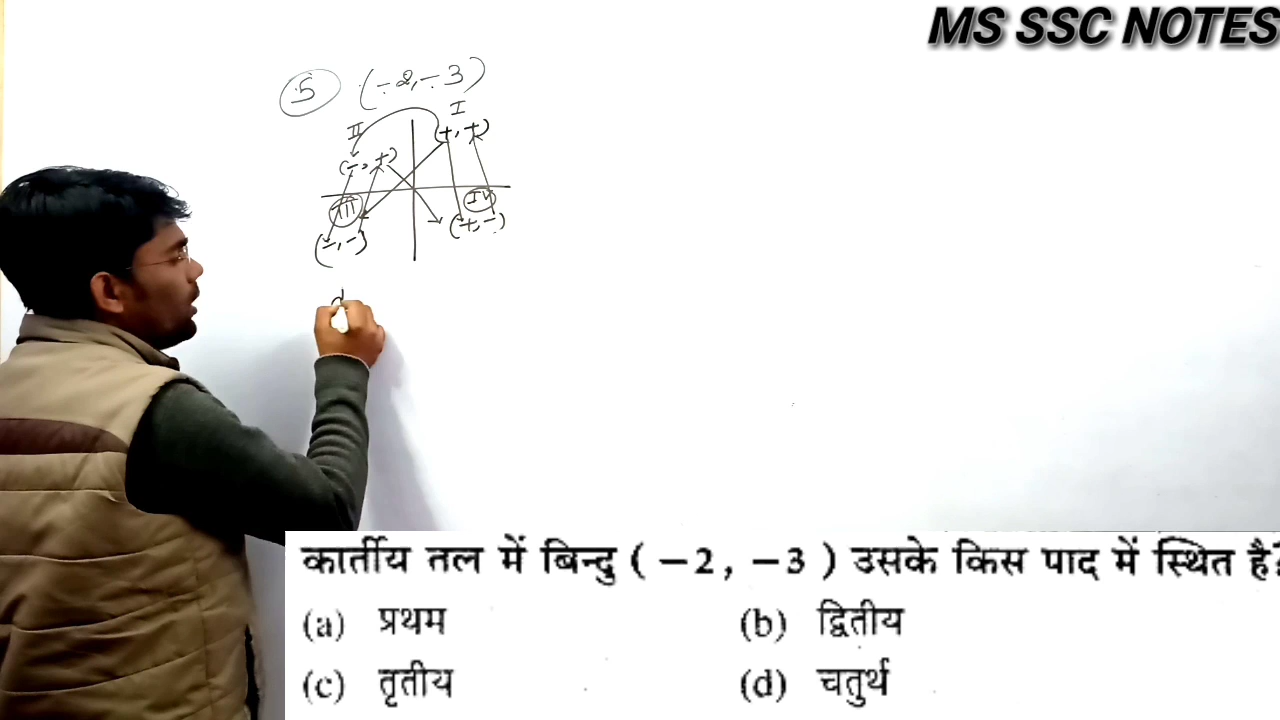 MS SSC NOTES
5 (-2, -3)
II I
(-, +) (+, +)
III IV
(-, -) (+, -)
कार्तीय तल में बिन्दु ( −2, −3 ) उसके किस पाद में स्थित है?
(a) प्रथम (b) द्वितीय
(c) तृतीय (d) चतुर्थ